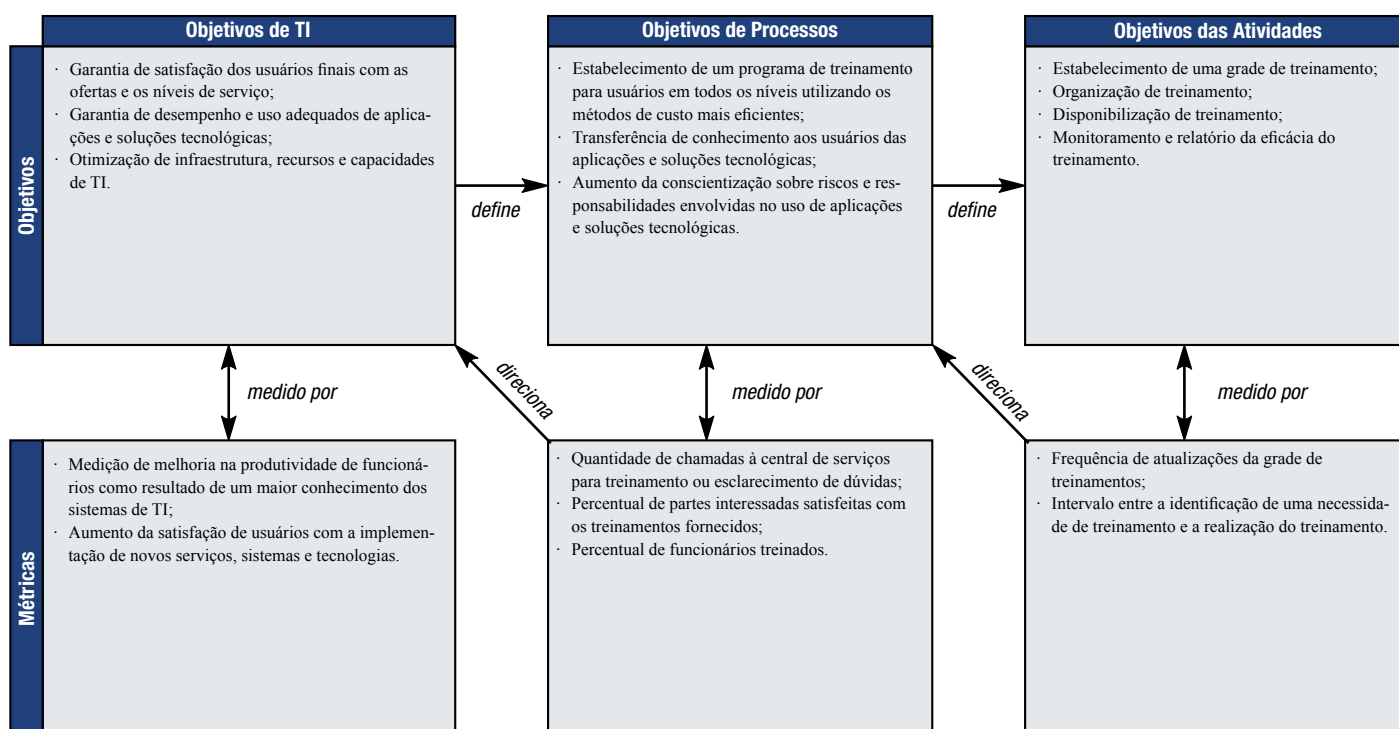 Objetivos de TI
Objetivos de Processos
Objetivos das Atividades
Objetivos
· Garantia de satisfação dos usuários finais com as
ofertas e os níveis de serviço;
· Garantia de desempenho e uso adequados de aplica-
ções e soluções tecnológicas;
· Otimização de infraestrutura, recursos e capacidades
de TI.
define
· Estabelecimento de um programa de treinamento
para usuários em todos os níveis utilizando os
métodos de custo mais eficientes;
· Transferência de conhecimento aos usuários das
aplicações e soluções tecnológicas;
· Aumento da conscientização sobre riscos e res-
ponsabilidades envolvidas no uso de aplicações
e soluções tecnológicas.
define
· Estabelecimento de uma grade de treinamento;
· Organização de treinamento;
· Disponibilização de treinamento;
· Monitoramento e relatório da eficácia do
treinamento.
medido por
direciona
medido por
direciona
medido por
Métricas
· Medição de melhoria na produtividade de funcioná-
rios como resultado de um maior conhecimento dos
sistemas de TI;
· Aumento da satisfação de usuários com a implemen-
tação de novos serviços, sistemas e tecnologias.
· Quantidade de chamadas à central de serviços
para treinamento ou esclarecimento de dúvidas;
· Percentual de partes interessadas satisfeitas com
os treinamentos fornecidos;
· Percentual de funcionários treinados.
· Frequência de atualizações da grade de
treinamentos;
· Intervalo entre a identificação de uma necessida-
de de treinamento e a realização do treinamento.